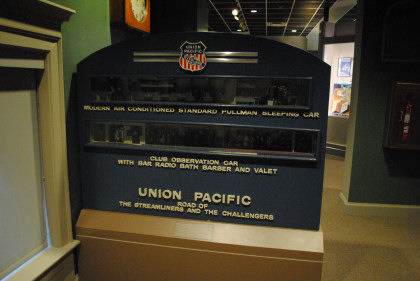 UNION
PACIFIC
MODERN AIR CONDITIONED STANDARD PULLMAN SLEEPING CAR
CLUB OBSERVATION CAR
WITH BAR RADIO BATH BARBER AND VALET
UNION PACIFIC
ROAD OF
THE STREAMLINERS AND THE CHALLENGERS